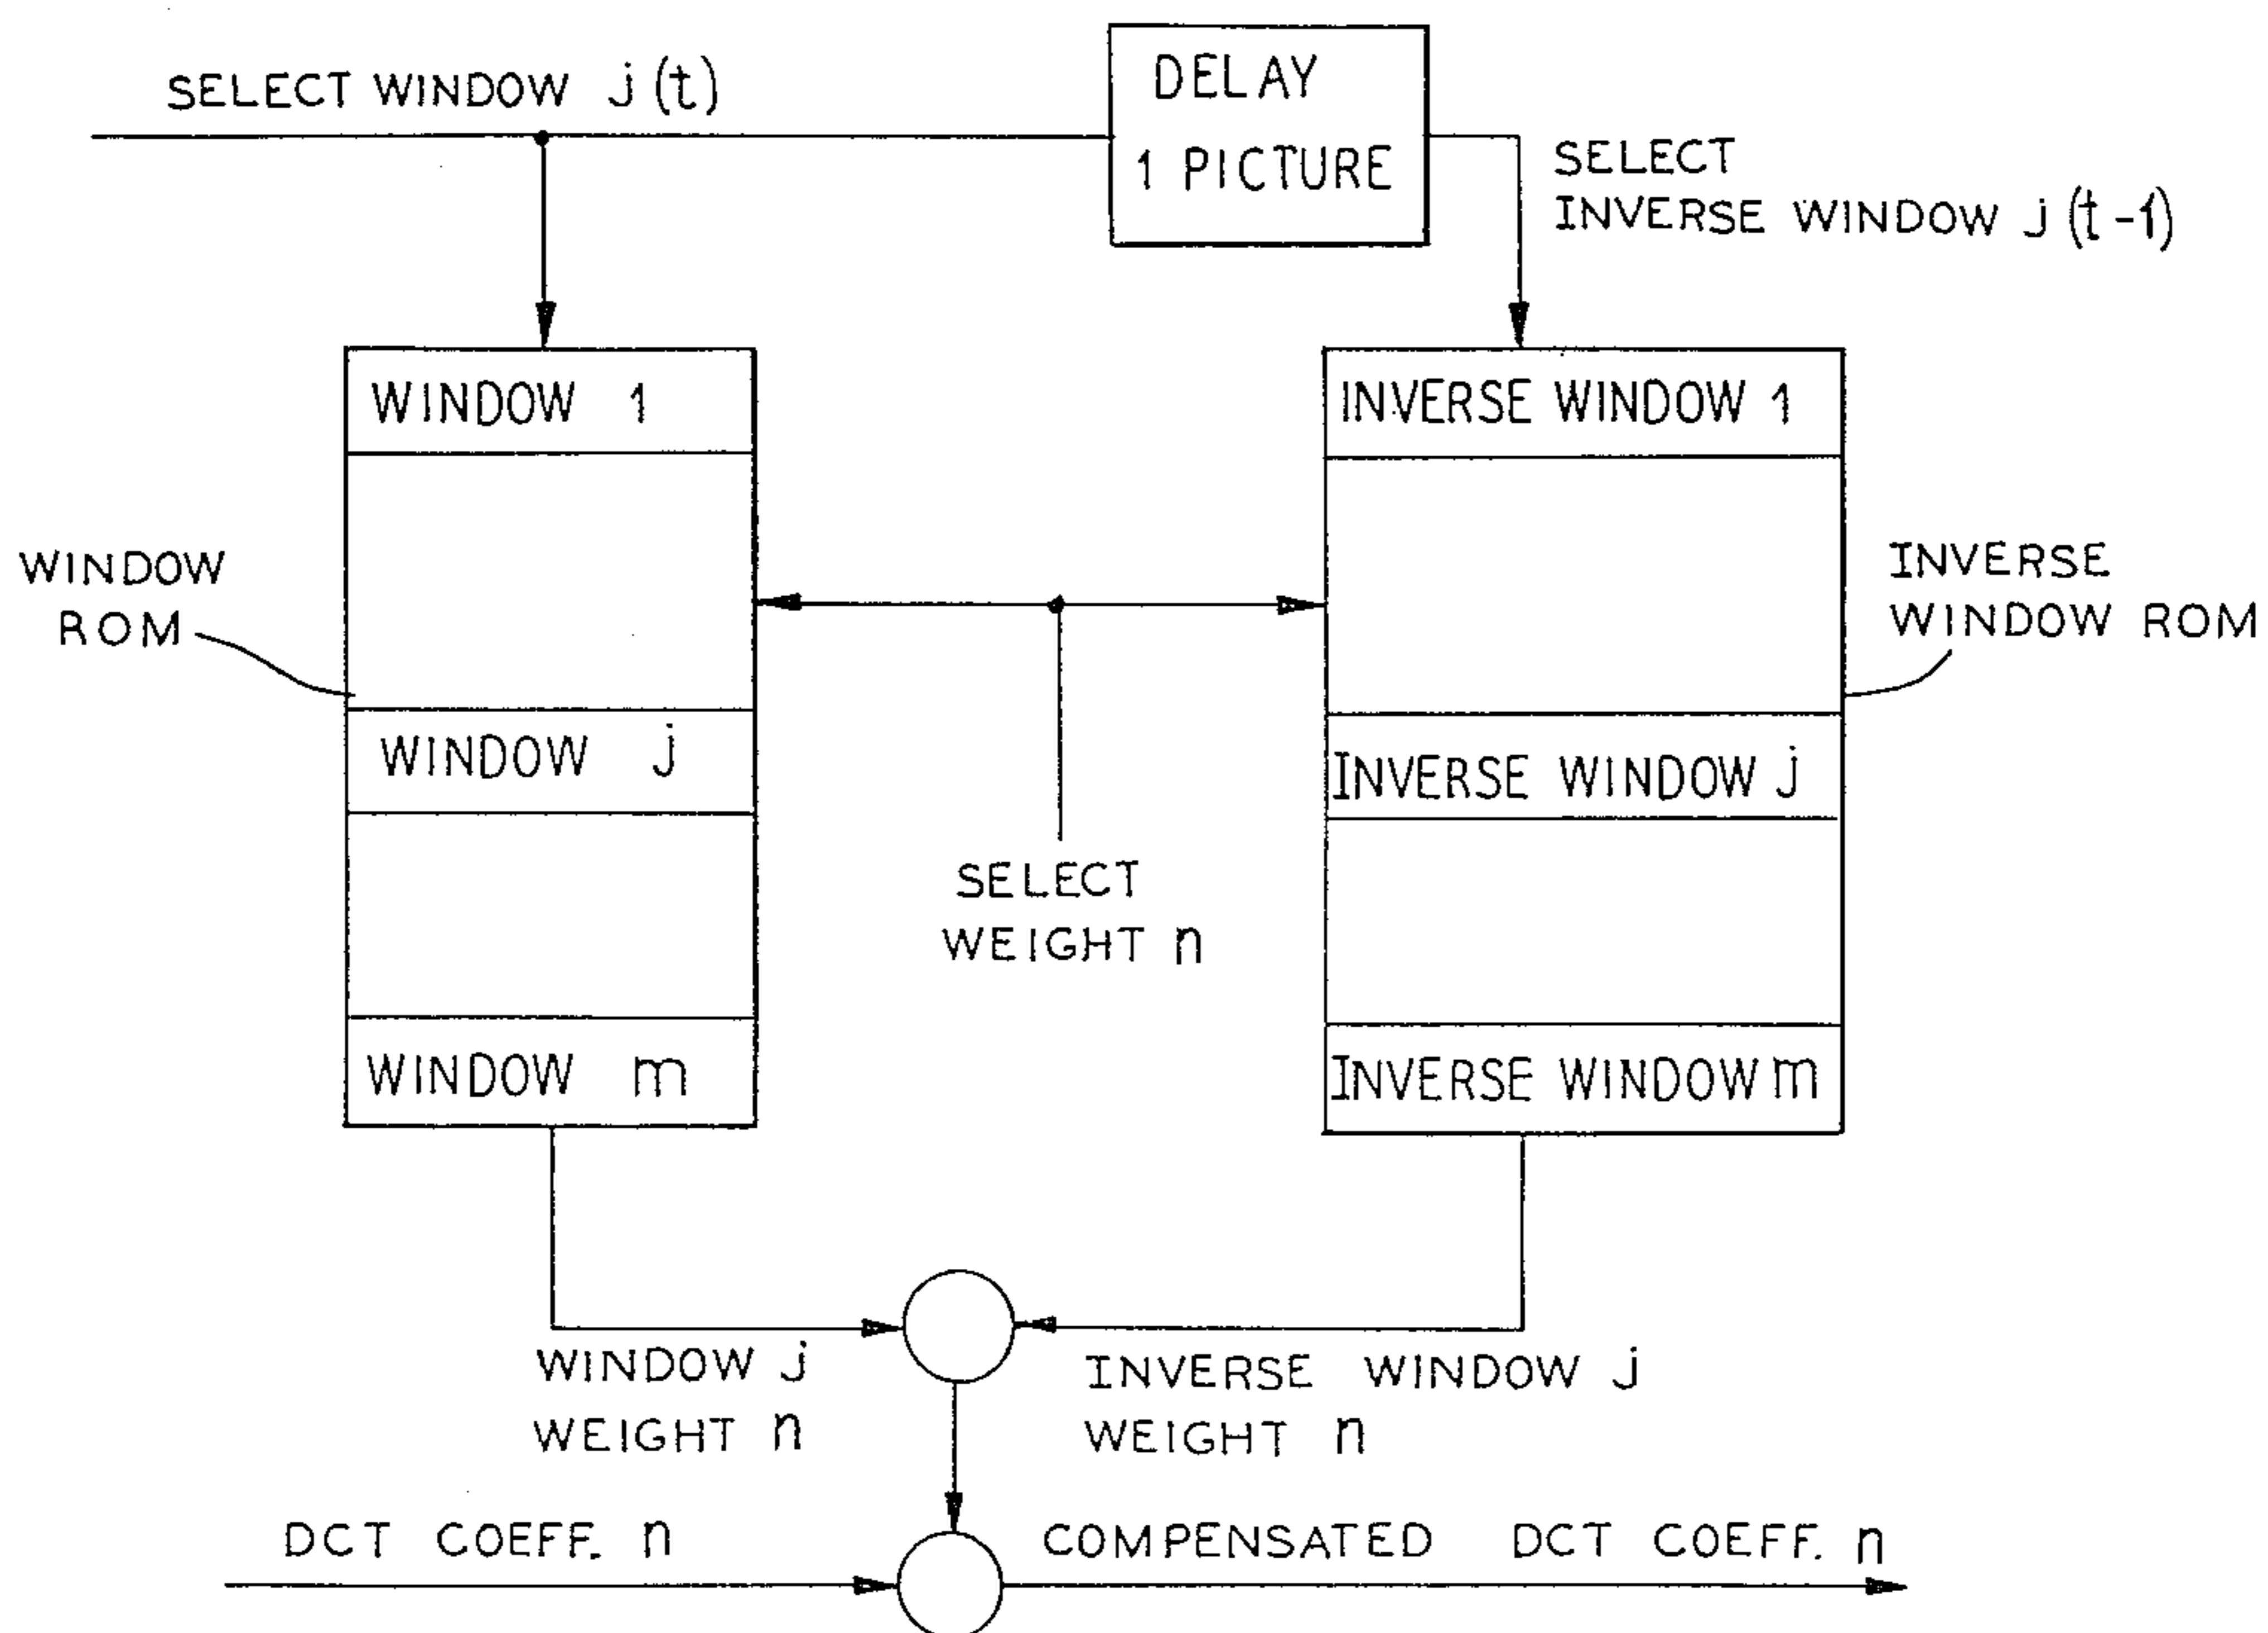 SELECT WINDOW j (t)
DELAY
1 PICTURE
SELECT
INVERSE WINDOW j (t-1)
WINDOW 1
INVERSE WINDOW 1
WINDOW
ROM
INVERSE
WINDOW ROM
WINDOW j
INVERSE WINDOW j
SELECT
WEIGHT n
WINDOW m
INVERSE WINDOW m
WINDOW j
WEIGHT n
INVERSE WINDOW j
WEIGHT n
DCT COEFF. n
COMPENSATED DCT COEFF. n